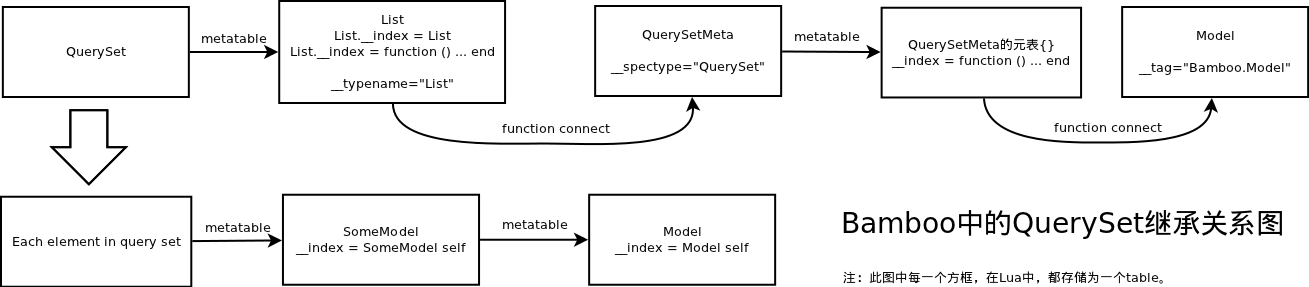 QuerySet
metatable
List
List.__index = List
List.__index = function () ... end
__typename="List"
QuerySetMeta
__spectype="QuerySet"
metatable
QuerySetMeta的元表{}
__index = function () ... end
Model
__tag="Bamboo.Model"
function connect
function connect
Each element in query set
metatable
SomeModel
__index = SomeModel self
metatable
Model
__index = Model self
Bamboo中的QuerySet继承关系图
注：此图中每一个方框，在Lua中，都存储为一个table。